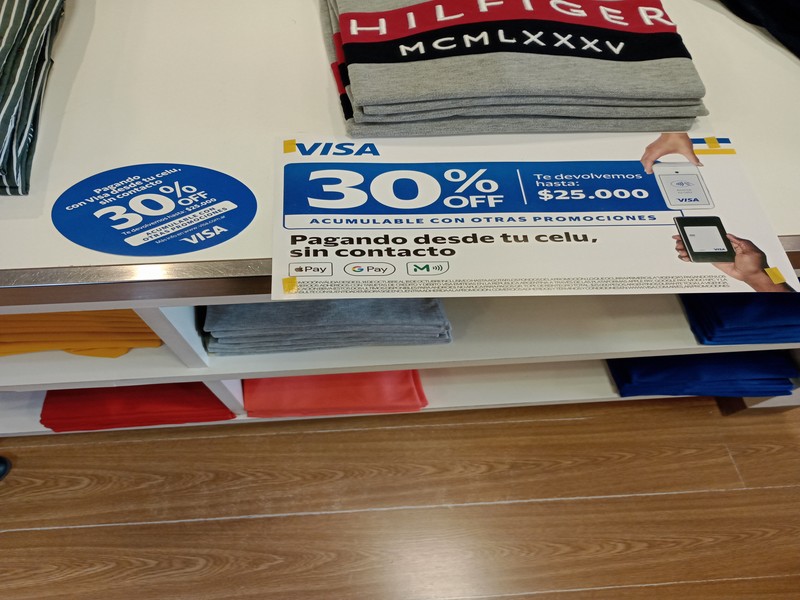 HILFIGER
MCMLXXXV
Pagando
con Visa desde tu celu,
sin contacto
30% OFF
Te devolvemos hasta: $25.000
ACUMULABLE CON
OTRAS PROMOCIONES
VISA
VISA
30% OFF
Te devolvemos
hasta:
$25.000
ACUMULABLE CON OTRAS PROMOCIONES
Pagando desde tu celu,
sin contacto
Pay
G Pay
M
VISA